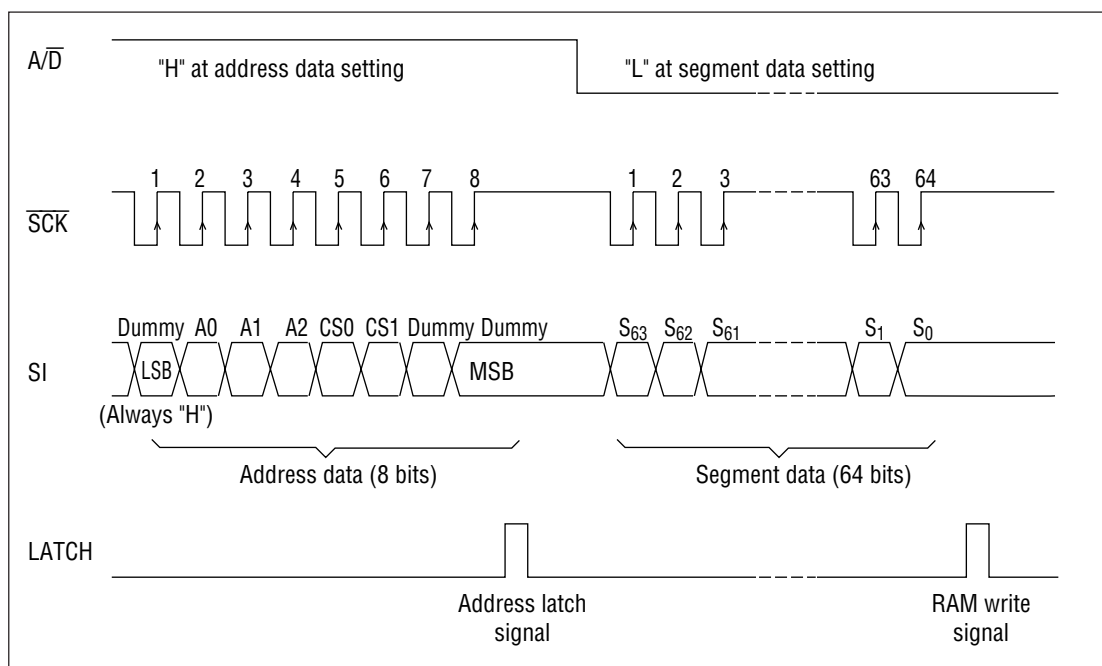 A/D̅
"H" at address data setting
"L" at segment data setting
1 2 3 4 5 6 7 8 1 2 3 63 64
S̅C̅K̅
Dummy A0 A1 A2 CS0 CS1 Dummy Dummy S₆₃ S₆₂ S₆₁ S₁ S₀
SI
LSB
MSB
(Always "H")
Address data (8 bits)
Segment data (64 bits)
LATCH
Address latch
signal
RAM write
signal